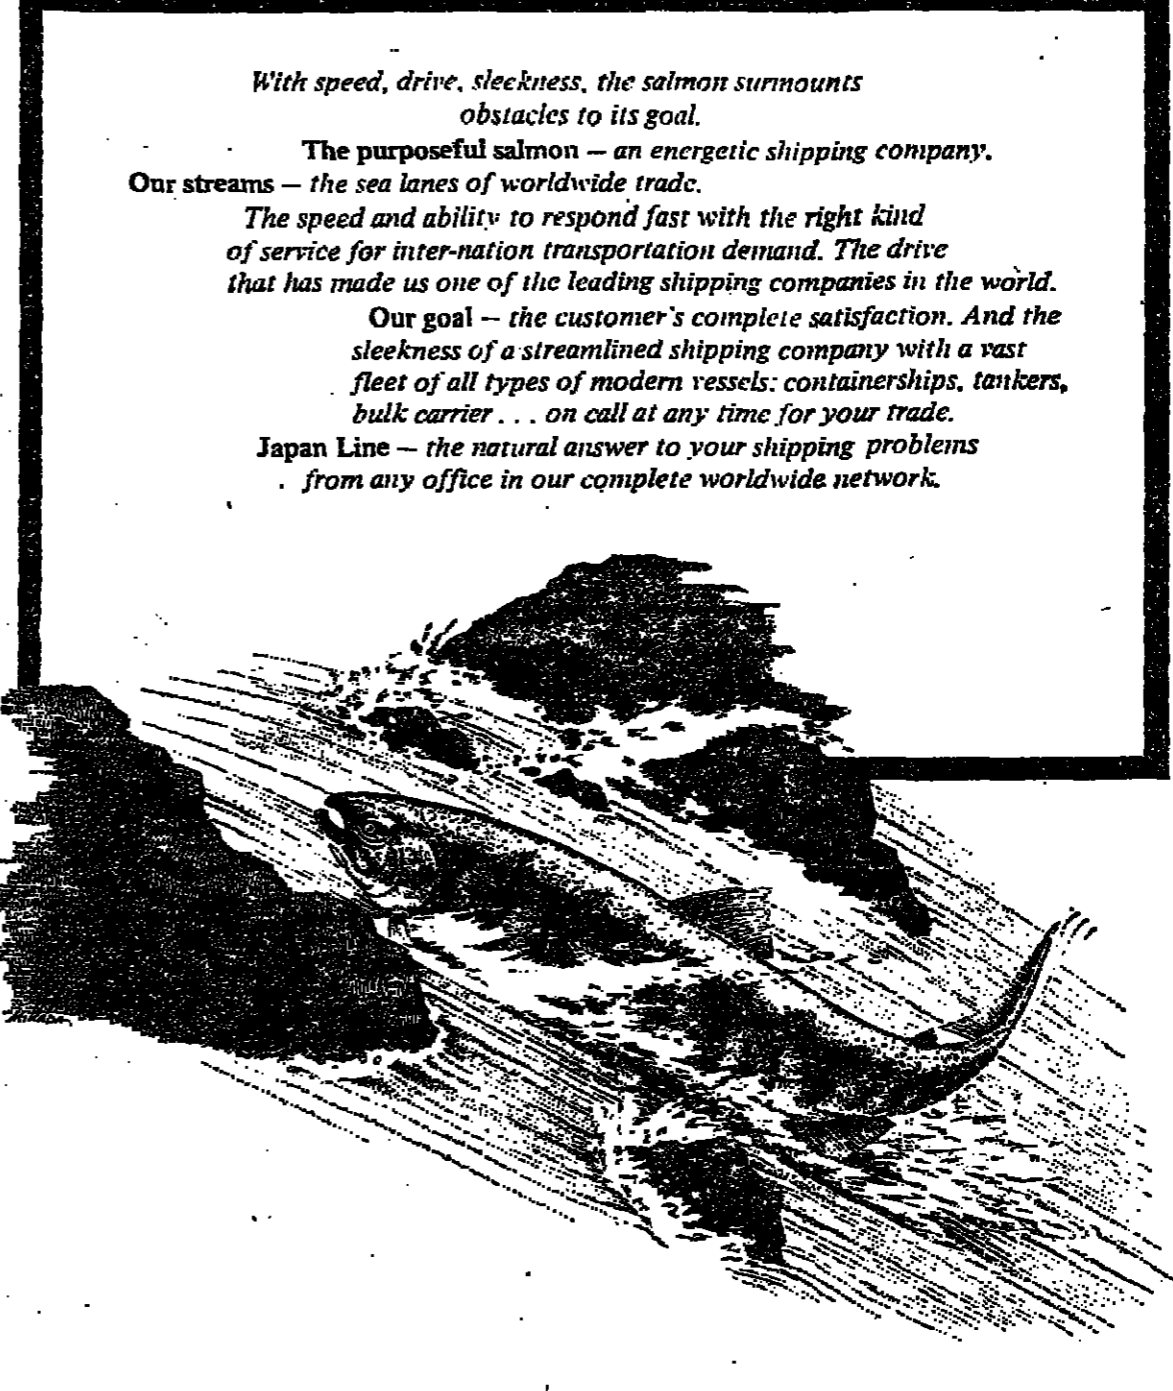 With speed, drive, sleekness, the salmon surmounts
obstacles to its goal.
The purposeful salmon — an energetic shipping company.
Our streams — the sea lanes of worldwide trade.
The speed and ability to respond fast with the right kind
of service for inter-nation transportation demand. The drive
that has made us one of the leading shipping companies in the world.
Our goal — the customer's complete satisfaction. And the
sleekness of a streamlined shipping company with a vast
fleet of all types of modern vessels: containerships, tankers,
bulk carrier . . . on call at any time for your trade.
Japan Line — the natural answer to your shipping problems
from any office in our complete worldwide network.